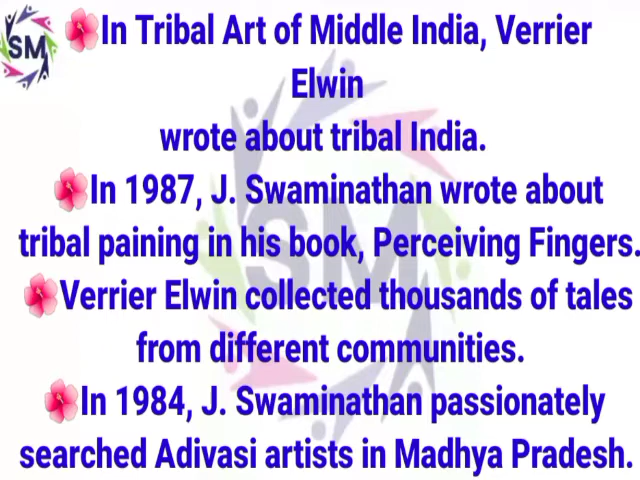 SM
🌺In Tribal Art of Middle India, Verrier
Elwin
wrote about tribal India.
🌺In 1987, J. Swaminathan wrote about
tribal paining in his book, Perceiving Fingers.
🌺Verrier Elwin collected thousands of tales
from different communities.
🌺In 1984, J. Swaminathan passionately
searched Adivasi artists in Madhya Pradesh.
SM